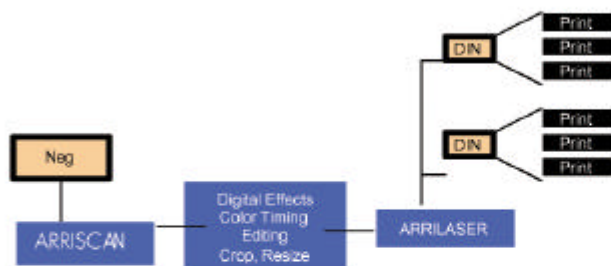 Print
DIN
Print
Print
Print
Neg
DIN
Print
Print
Digital Effects
Color Timing
ARRISCAN
Editing
ARRILASER
Crop, Resize